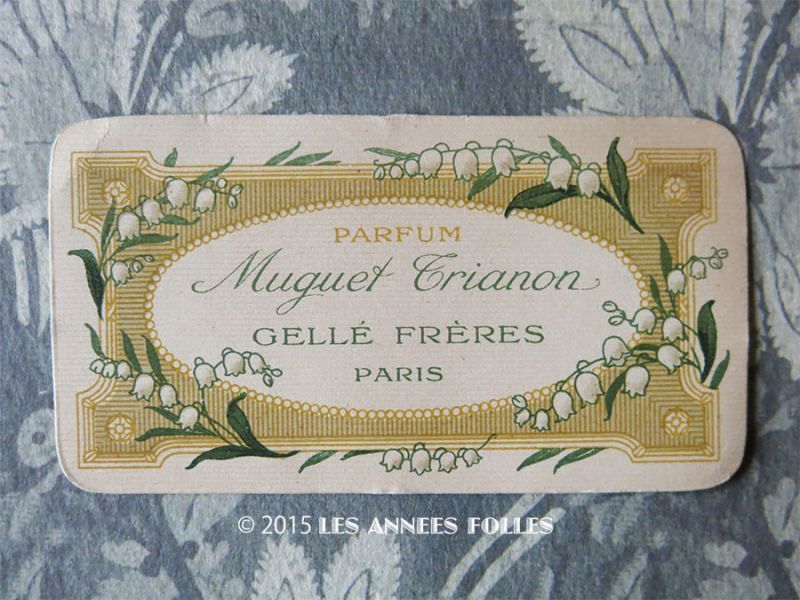 PARFUM
Muguet Trianon
GELLÉ FRÈRES
PARIS
© 2015 LES ANNEES FOLLES